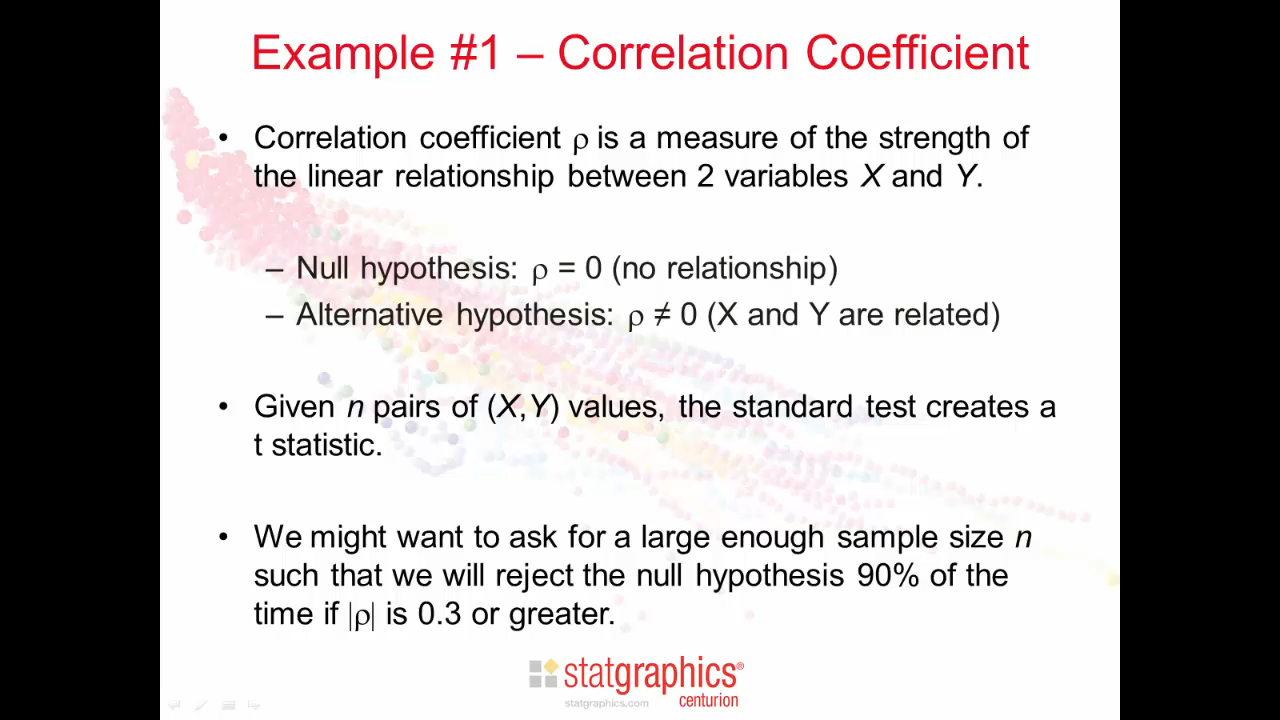 Example #1 – Correlation Coefficient
• Correlation coefficient ρ is a measure of the strength of
the linear relationship between 2 variables X and Y.
– Null hypothesis: ρ = 0 (no relationship)
– Alternative hypothesis: ρ ≠ 0 (X and Y are related)
• Given n pairs of (X,Y) values, the standard test creates a
t statistic.
• We might want to ask for a large enough sample size n
such that we will reject the null hypothesis 90% of the
time if |ρ| is 0.3 or greater.
statgraphics®
statgraphics.com centurion